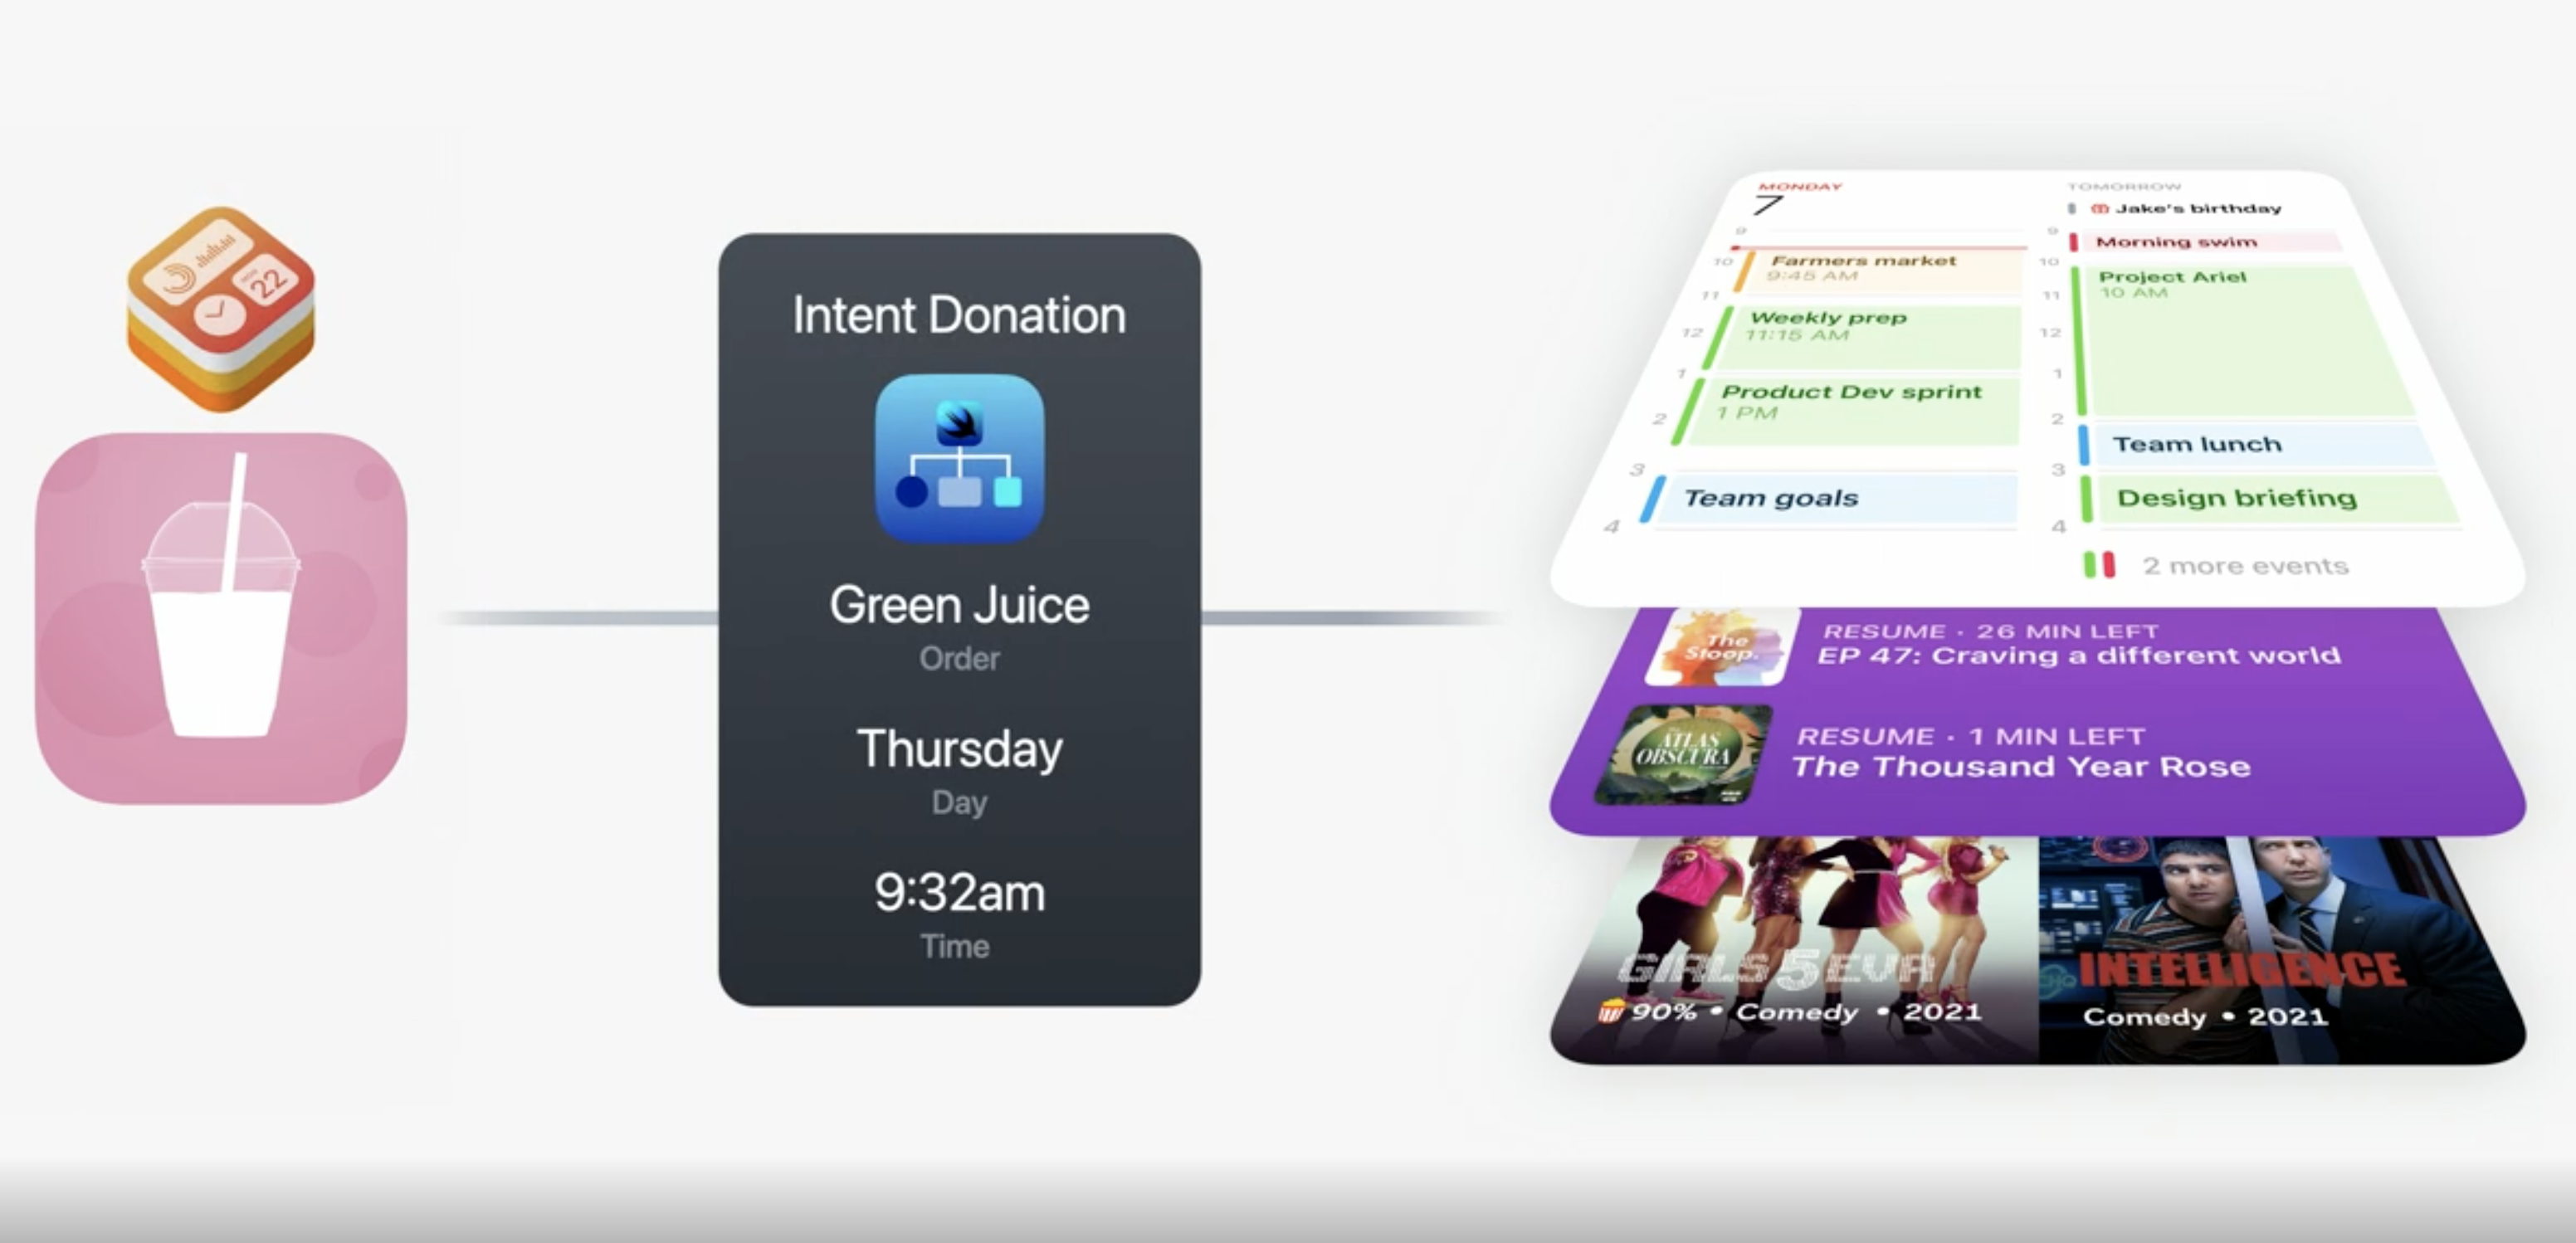 22
Intent Donation
Green Juice
Order
Thursday
Day
9:32am
Time
MONDAY
7
9
10
Farmers market
9:45 AM
11
Weekly prep
12
11:15 AM
1
Product Dev sprint
1 PM
2
3
Team goals
4
TOMORROW
Jake's birthday
9
Morning swim
10
Project Ariel
10 AM
11
12
1
2
Team lunch
3
Design briefing
4
2 more events
The
Stoop.
RESUME · 26 MIN LEFT
EP 47: Craving a different world
ATLAS
OBSCURA
RESUME · 1 MIN LEFT
The Thousand Year Rose
GIRLS5EVA
90% • Comedy • 2021
INTELLIGENCE
Comedy • 2021